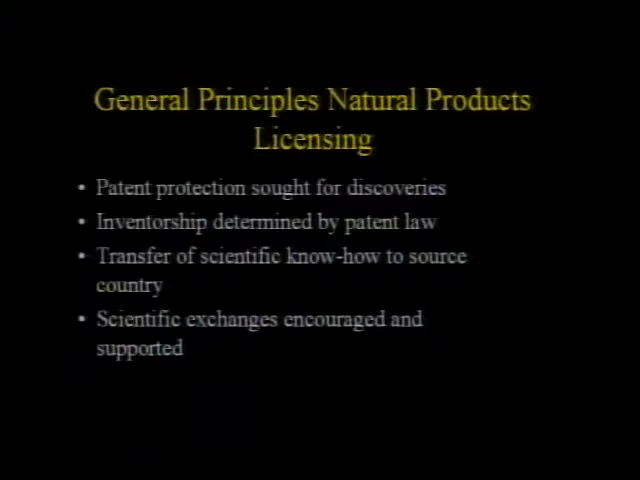 General Principles Natural Products
Licensing
• Patent protection sought for discoveries
• Inventorship determined by patent law
• Transfer of scientific know-how to source
country
• Scientific exchanges encouraged and
supported